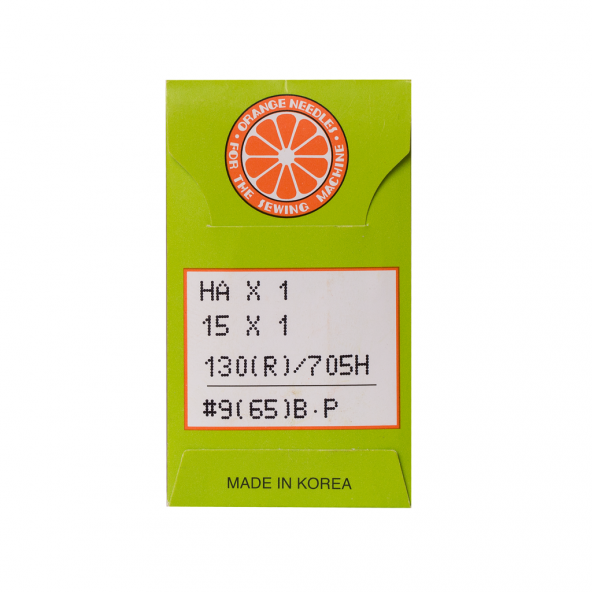 • ORANGE NEEDLES •
FOR THE SEWING MACHINE
HA X 1
15 X 1
130(R)/705H
#9(65)B.P
MADE IN KOREA